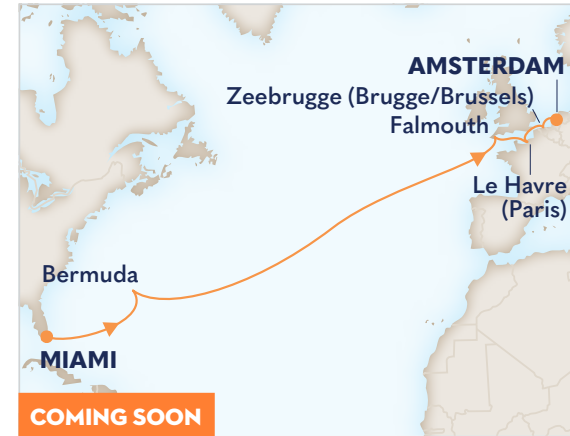 AMSTERDAM
Zeebrugge (Brugge/Brussels)
Falmouth
Le Havre
(Paris)
Bermuda
MIAMI
COMING SOON